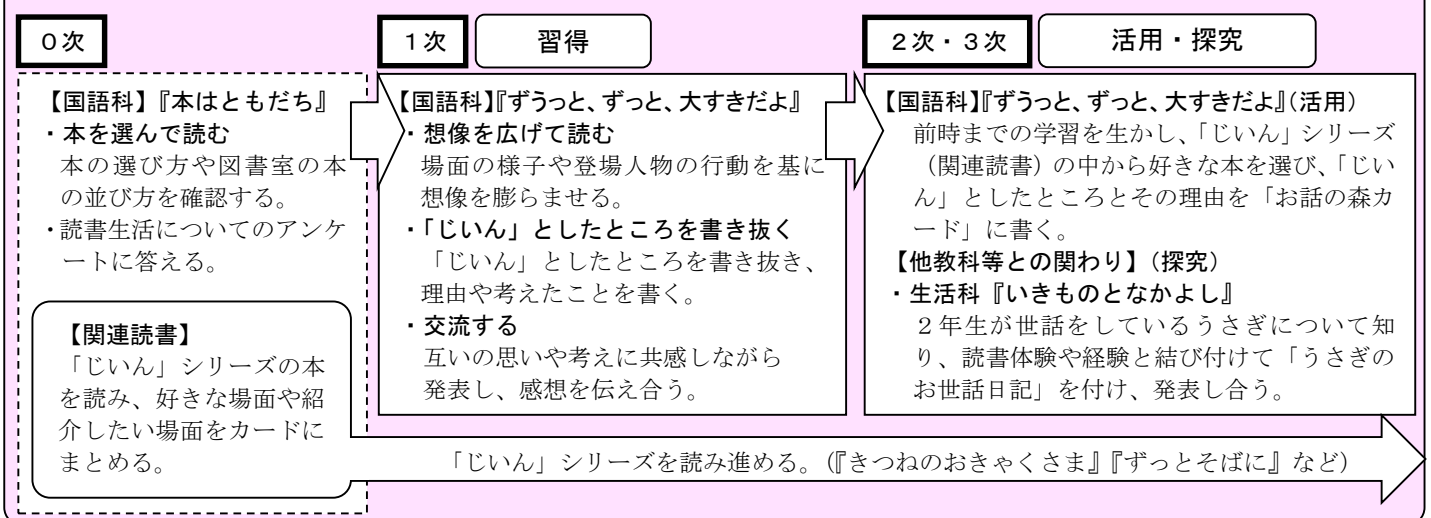 ０次
【国語科】『本はともだち』
・本を選んで読む
本の選び方や図書室の本
の並び方を確認する。
・読書生活についてのアンケ
ートに答える。
【関連読書】
「じいん」シリーズの本
を読み、好きな場面や紹
介したい場面をカードに
まとめる。
１次
習得
【国語科】『ずうっと、ずっと、大すきだよ』
・想像を広げて読む
場面の様子や登場人物の行動を基に
想像を膨らませる。
・「じいん」としたところを書き抜く
「じいん」としたところを書き抜き、
理由や考えたことを書く。
・交流する
互いの思いや考えに共感しながら
発表し、感想を伝え合う。
２次・３次
活用・探究
【国語科】『ずうっと、ずっと、大すきだよ』（活用）
前時までの学習を生かし、「じいん」シリーズ
（関連読書）の中から好きな本を選び、「じい
ん」としたところとその理由を「お話の森カ
ード」に書く。
【他教科等との関わり】（探究）
・生活科『いきものとなかよし』
２年生が世話をしているうさぎについて知
り、読書体験や経験と結び付けて「うさぎの
お世話日記」を付け、発表し合う。
「じいん」シリーズを読み進める。（『きつねのおきゃくさま』『ずっとそばに』など）